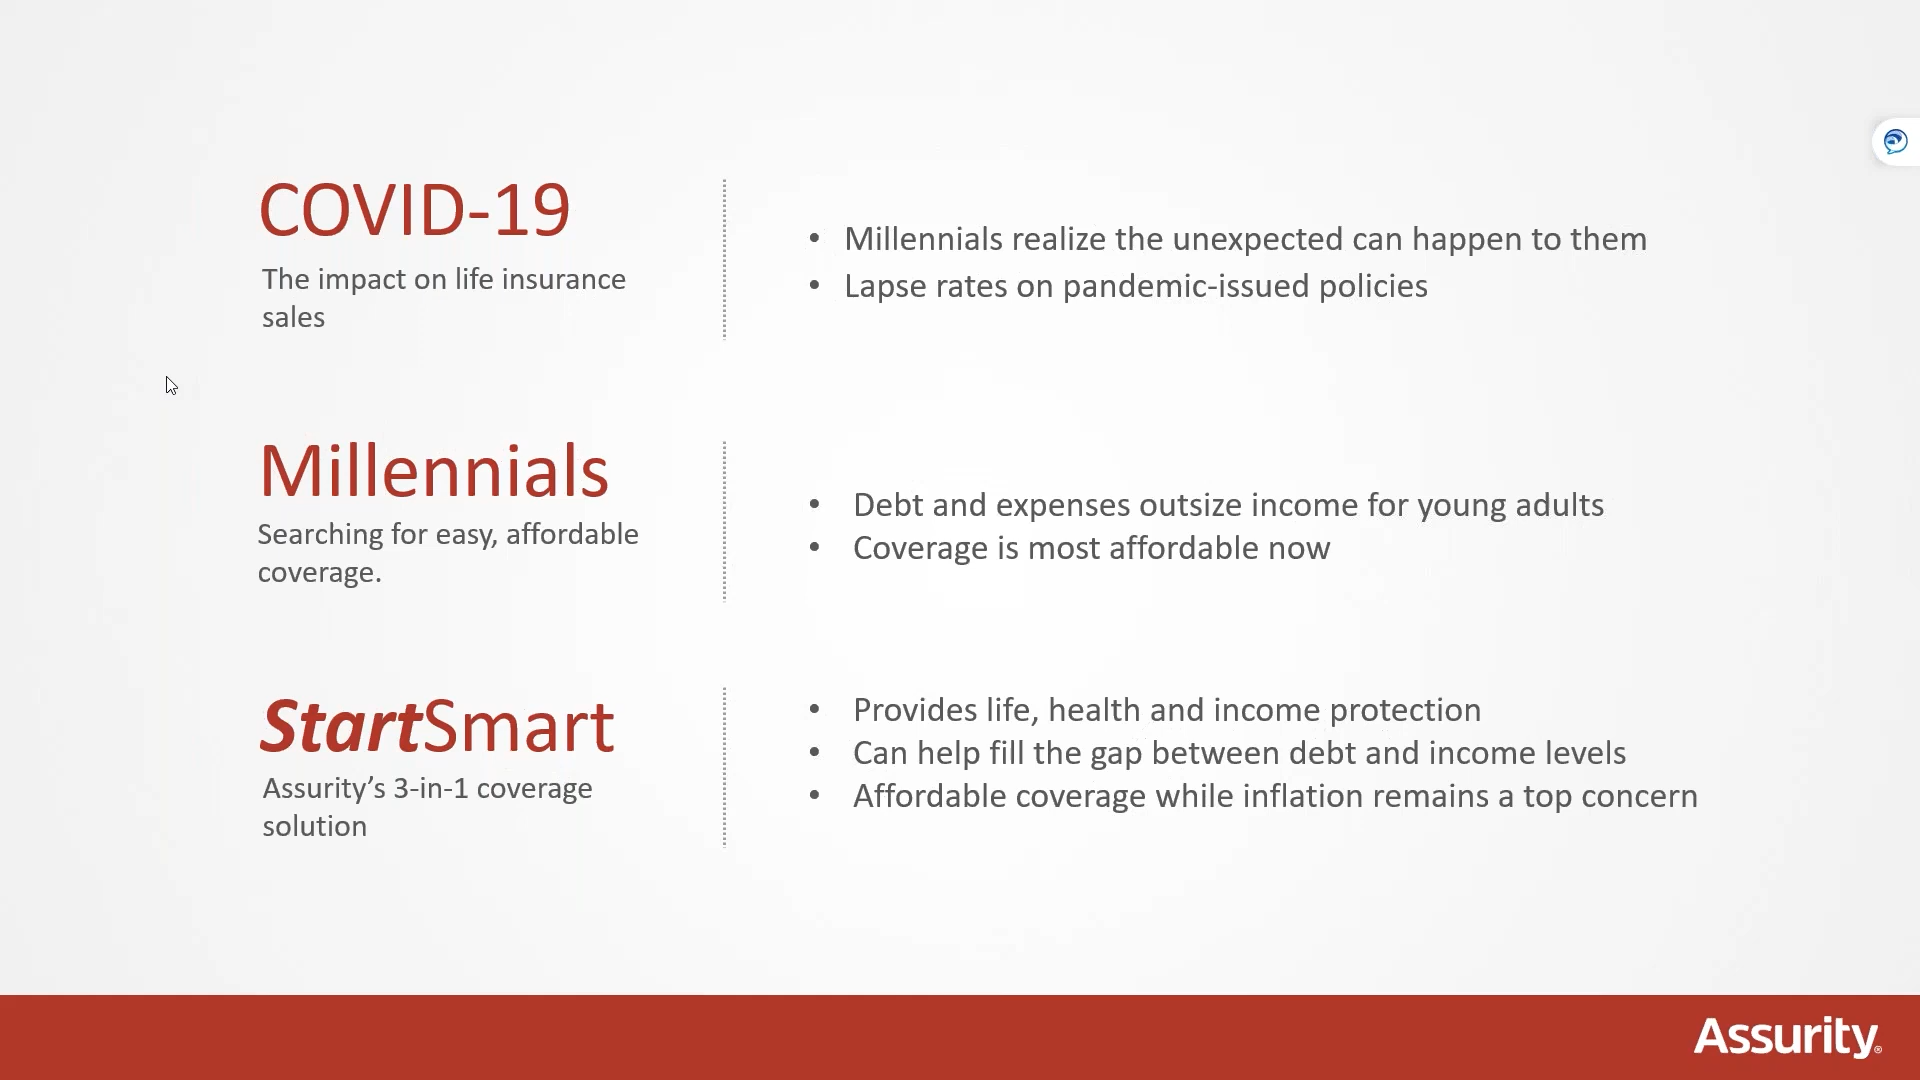 COVID-19
The impact on life insurance
sales
• Millennials realize the unexpected can happen to them
• Lapse rates on pandemic-issued policies
Millennials
Searching for easy, affordable
coverage.
• Debt and expenses outsize income for young adults
• Coverage is most affordable now
StartSmart
Assurity’s 3-in-1 coverage
solution
• Provides life, health and income protection
• Can help fill the gap between debt and income levels
• Affordable coverage while inflation remains a top concern
Assurity®